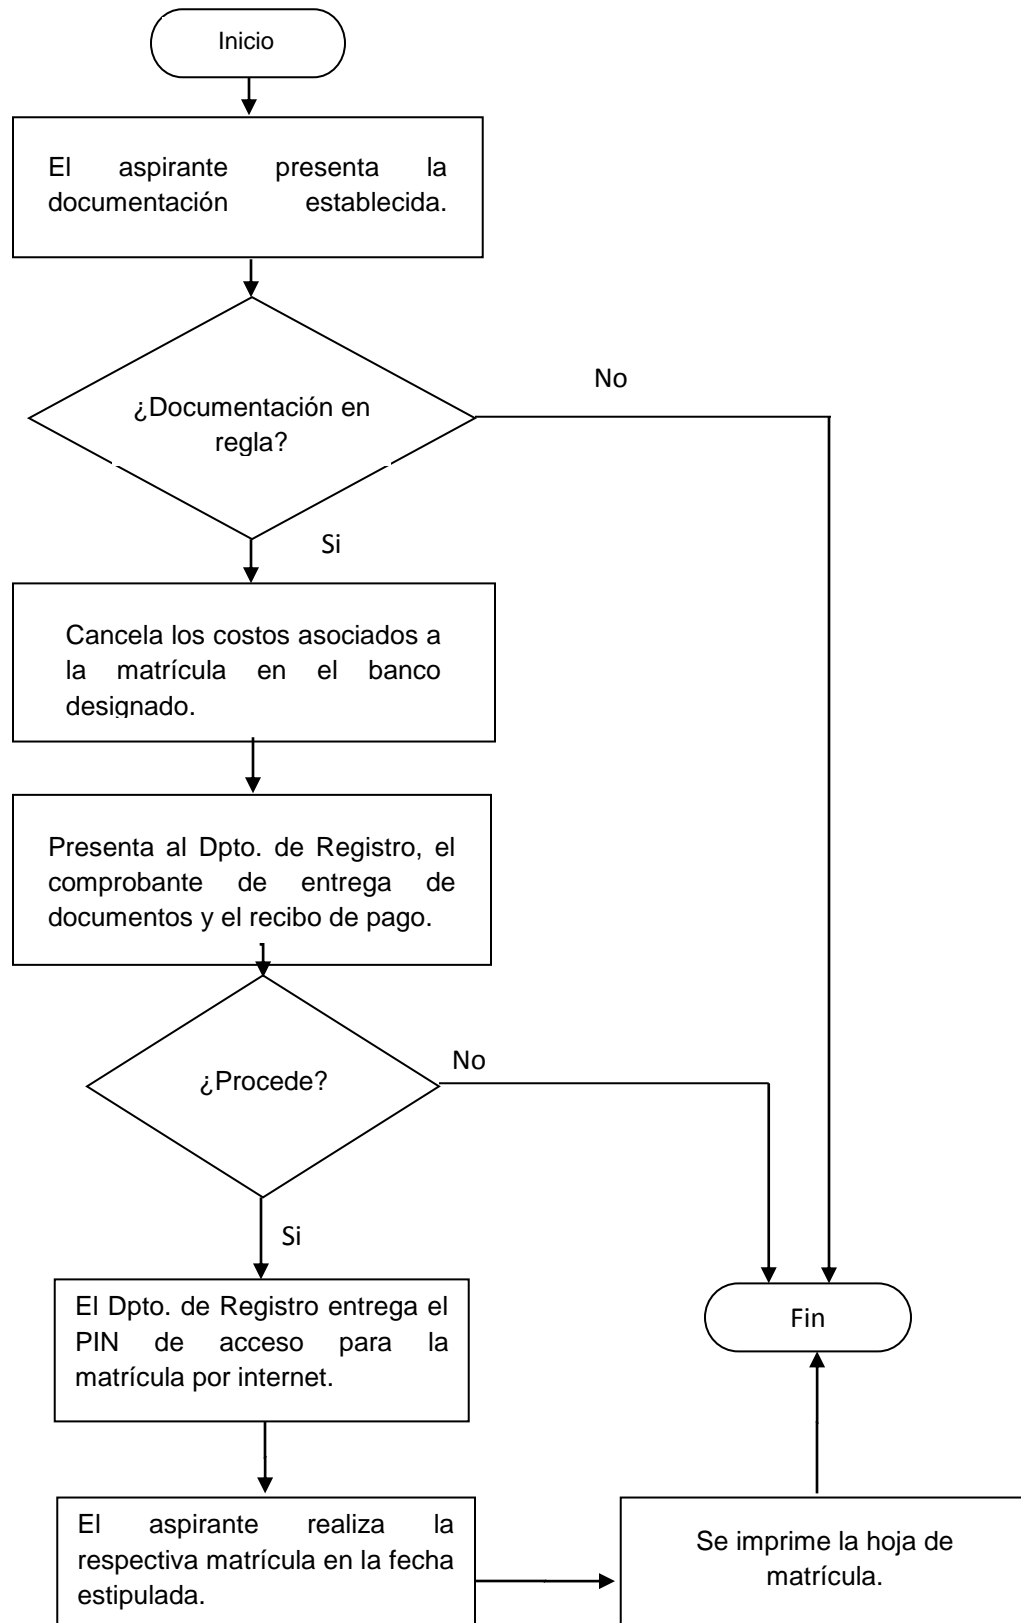 Inicio
El aspirante presenta la
documentación establecida.
No
¿Documentación en
regla?
Si
Cancela los costos asociados a
la matrícula en el banco
designado.
Presenta al Dpto. de Registro, el
comprobante de entrega de
documentos y el recibo de pago.
No
¿Procede?
Si
El Dpto. de Registro entrega el
PIN de acceso para la
matrícula por internet.
Fin
El aspirante realiza la
respectiva matrícula en la fecha
estipulada.
Se imprime la hoja de
matrícula.